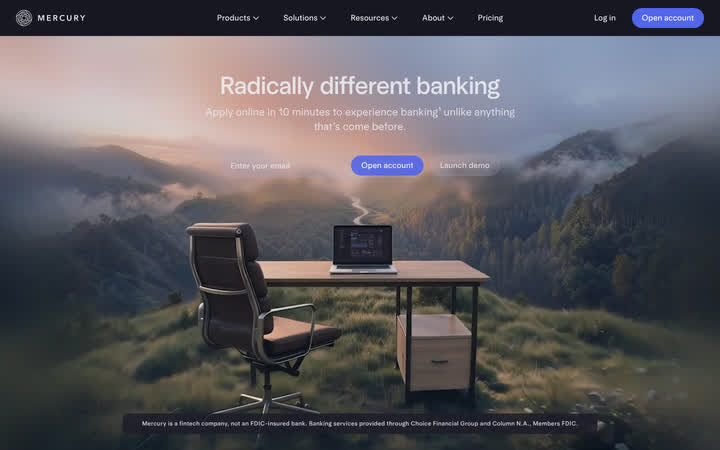 MERCURY
Products
Solutions
Resources
About
Pricing
Log in
Open account
Radically different banking
Apply online in 10 minutes to experience banking¹ unlike anything
that's come before.
Enter your email
Open account
Launch demo
Mercury is a fintech company, not an FDIC-insured bank. Banking services provided through Choice Financial Group and Column N.A., Members FDIC.